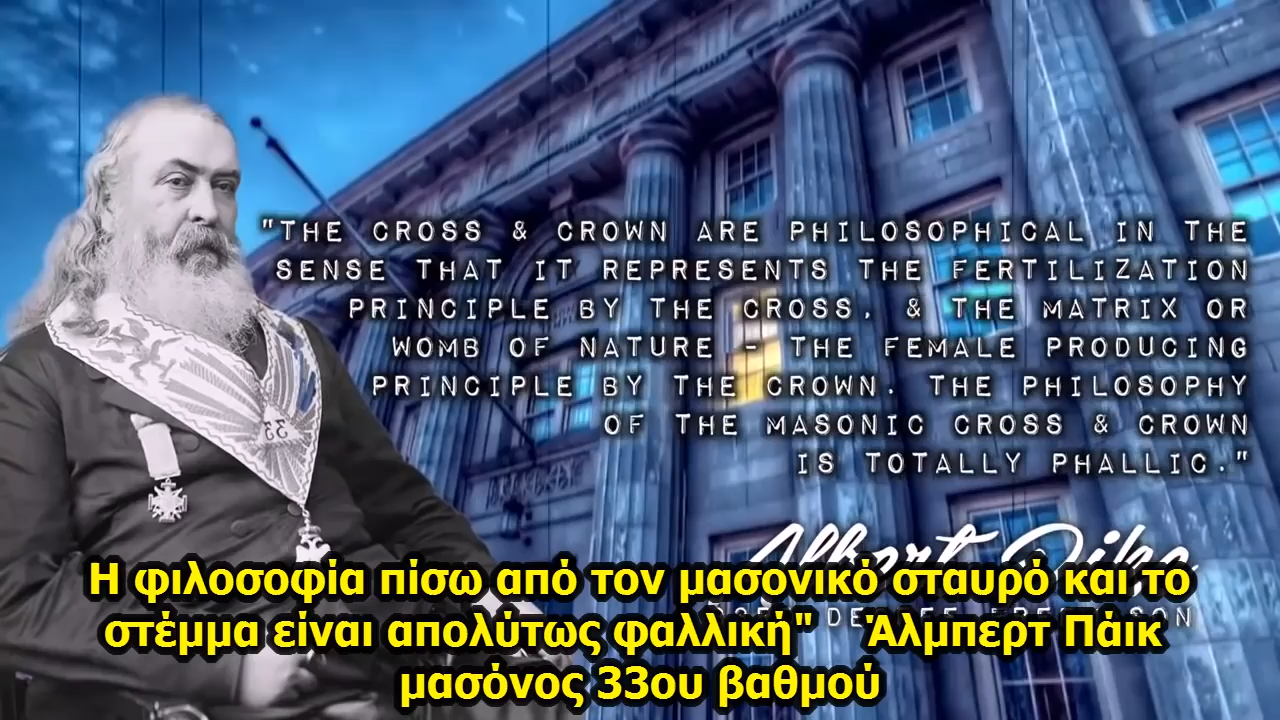 "THE CROSS & CROWN ARE PHILOSOPHICAL IN THE
SENSE THAT IT REPRESENTS THE FERTILIZATION
PRINCIPLE BY THE CROSS, & THE MATRIX OR
WOMB OF NATURE - THE FEMALE PRODUCING
PRINCIPLE BY THE CROWN. THE PHILOSOPHY
OF THE MASONIC CROSS & CROWN
IS TOTALLY PHALLIC."
Albert Pike
Η φιλοσοφία πίσω από τον μασονικό σταυρό και το
στέμμα είναι απολύτως φαλλική" Άλμπερτ Πάικ
μασόνος 33ου βαθμού
33